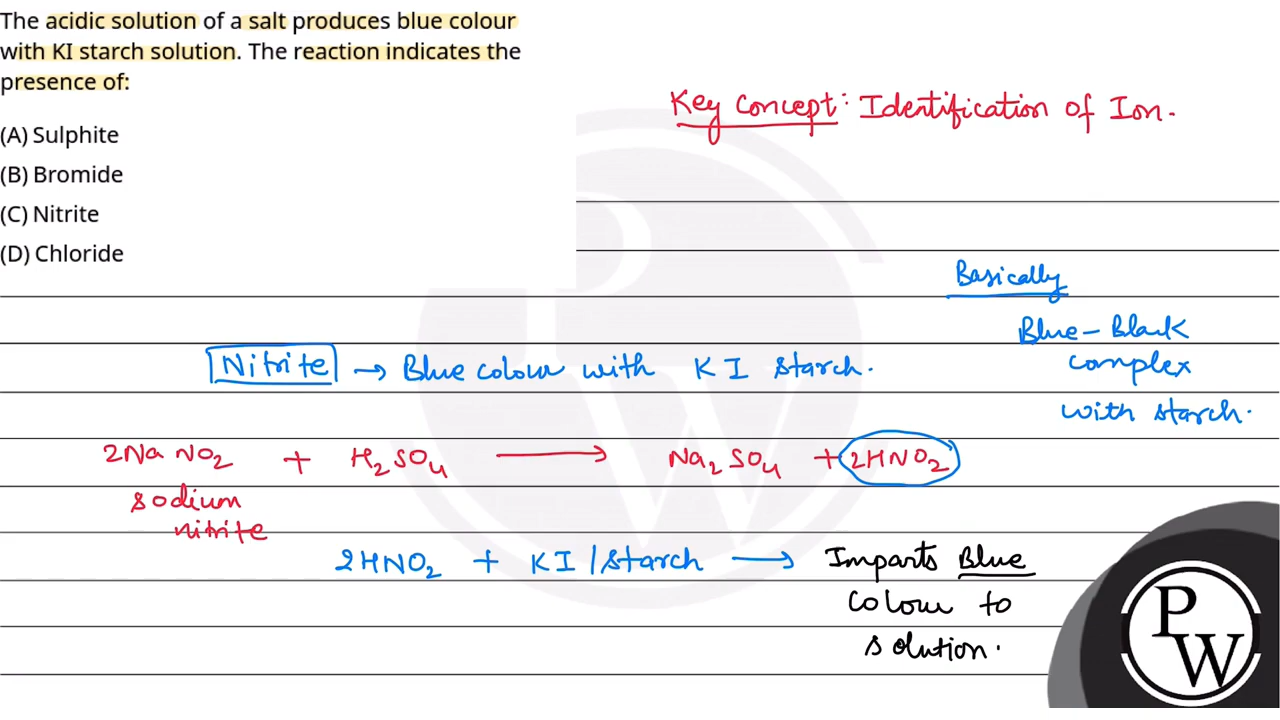 The acidic solution of a salt produces blue colour
with KI starch solution. The reaction indicates the
presence of:
(A) Sulphite
(B) Bromide
(C) Nitrite
(D) Chloride
Key Concept: Identification of Ion.
Basically
Blue-Black
complex
with starch.
Nitrite → Blue colour with KI starch.
2NaNO₂ + H₂SO₄ ⟶ Na₂SO₄ + 2HNO₂
sodium
nitrite
2HNO₂ + KI/starch ⟶ Imparts Blue
colour to
solution.
P
W